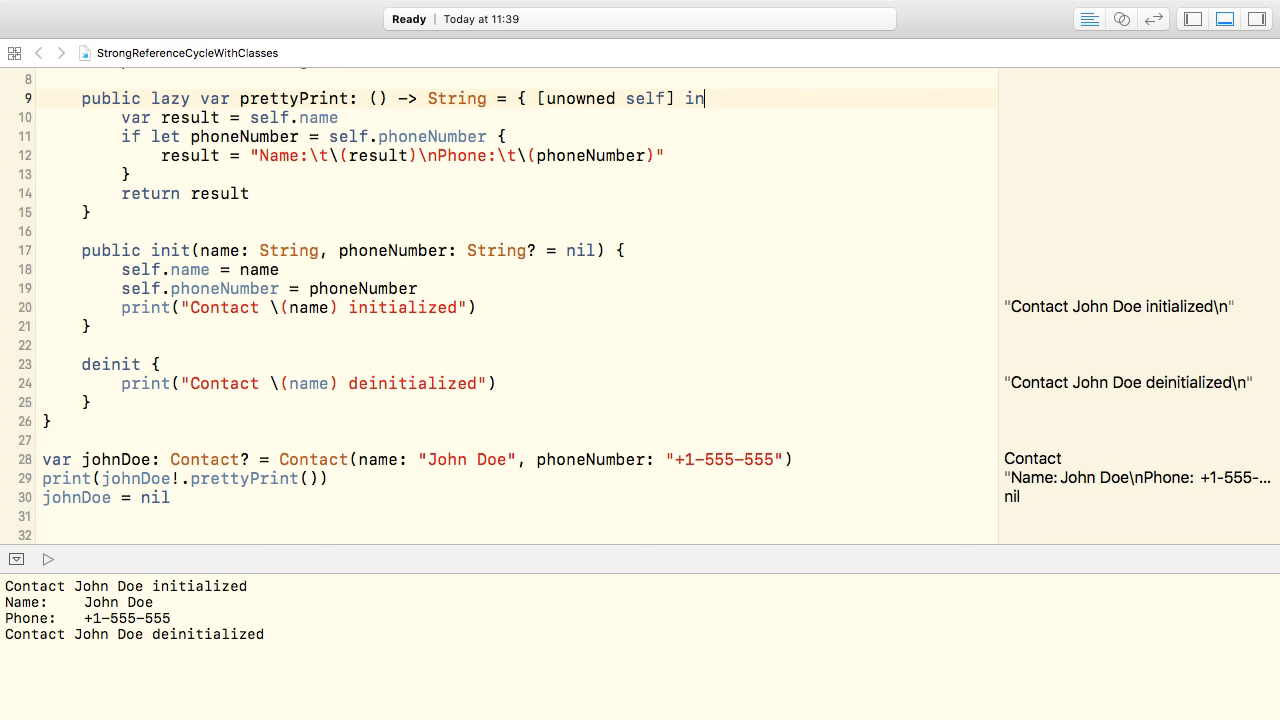 Ready | Today at 11:39
StrongReferenceCycleWithClasses
8
9 public lazy var prettyPrint: () -> String = { [unowned self] in
10 var result = self.name
11 if let phoneNumber = self.phoneNumber {
12 result = "Name:\t\(result)\nPhone:\t\(phoneNumber)"
13 }
14 return result
15 }
16
17 public init(name: String, phoneNumber: String? = nil) {
18 self.name = name
19 self.phoneNumber = phoneNumber
20 print("Contact \(name) initialized") "Contact John Doe initialized\n"
21 }
22
23 deinit {
24 print("Contact \(name) deinitialized") "Contact John Doe deinitialized\n"
25 }
26 }
27
28 var johnDoe: Contact? = Contact(name: "John Doe", phoneNumber: "+1-555-555") Contact
29 print(johnDoe!.prettyPrint()) "Name: John Doe\nPhone: +1-555-...
30 johnDoe = nil nil
31
32
Contact John Doe initialized
Name: John Doe
Phone: +1-555-555
Contact John Doe deinitialized